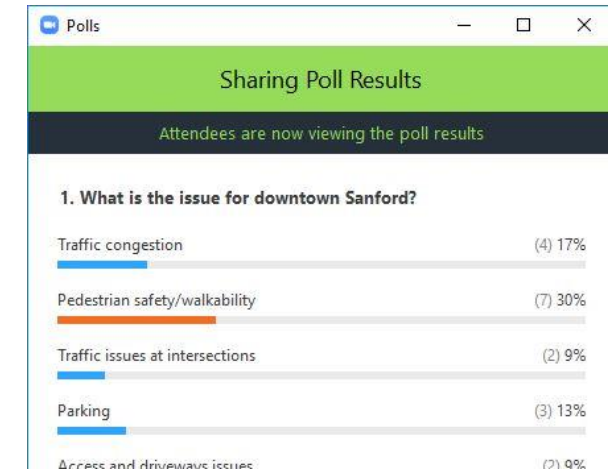 Polls
Sharing Poll Results
Attendees are now viewing the poll results
1. What is the issue for downtown Sanford?
Traffic congestion (4) 17%
Pedestrian safety/walkability (7) 30%
Traffic issues at intersections (2) 9%
Parking (3) 13%
Access and driveways issues (2) 9%